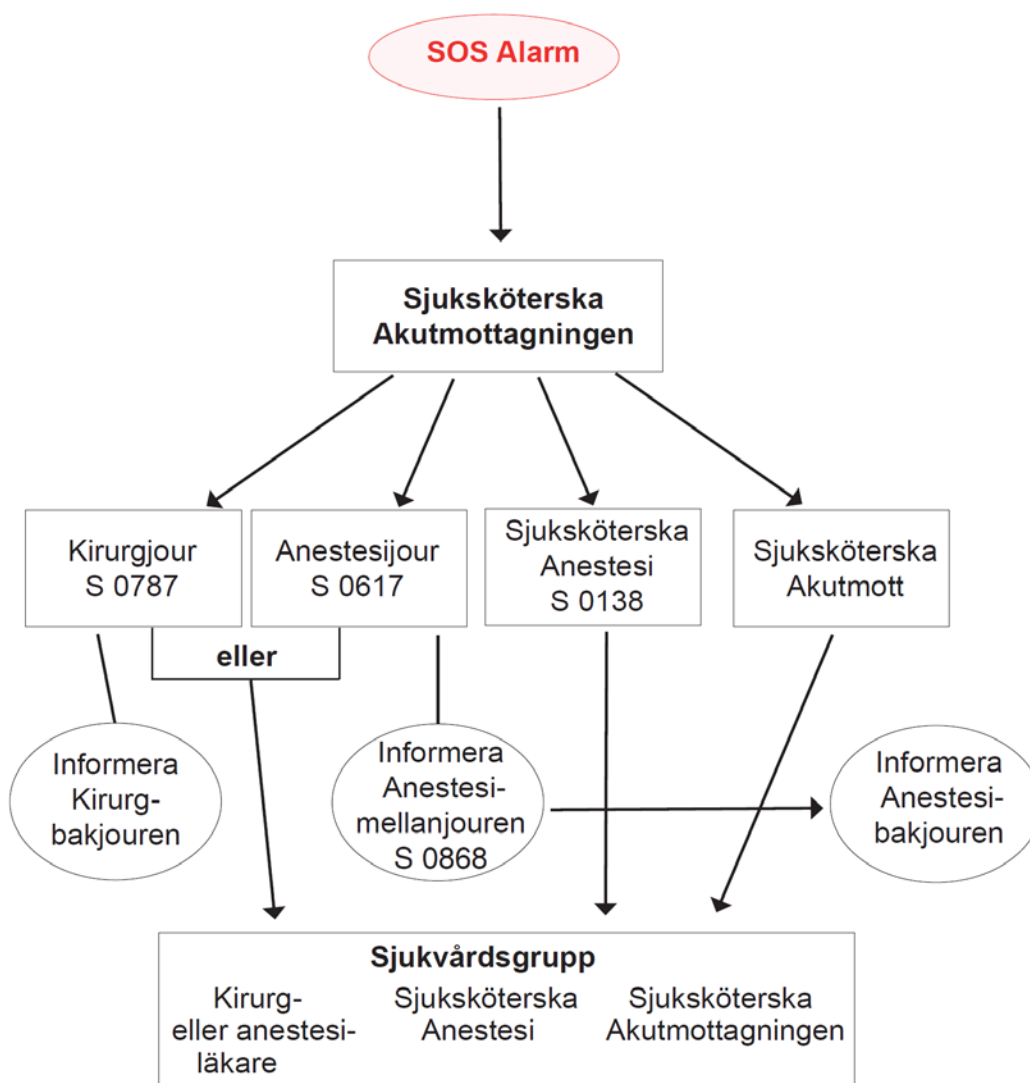 SOS Alarm
Sjuksköterska
Akutmottagningen
Kirurgjour
S 0787
Anestesijour
S 0617
Sjuksköterska
Anestesi
S 0138
Sjuksköterska
Akutmott
eller
Informera
Kirurg-
bakjouren
Informera
Anestesi-
mellanjouren
S 0868
Informera
Anestesi-
bakjouren
Sjukvårdsgrupp
Kirurg-
eller anestesi-
läkare
Sjuksköterska
Anestesi
Sjuksköterska
Akutmottagningen